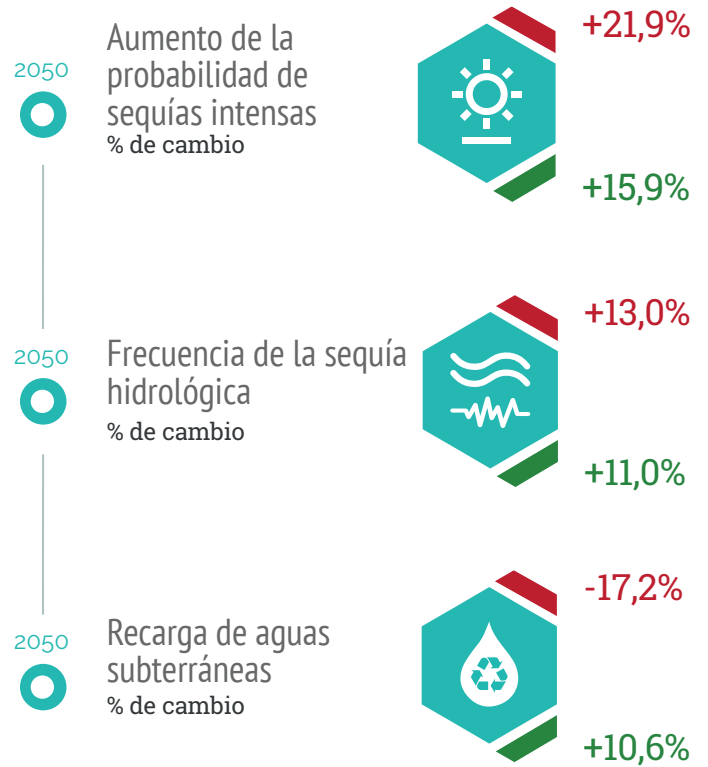 2050
Aumento de la
probabilidad de
sequías intensas
% de cambio
+21,9%
+15,9%
2050
Frecuencia de la sequía
hidrológica
% de cambio
+13,0%
+11,0%
2050
Recarga de aguas
subterráneas
% de cambio
-17,2%
+10,6%